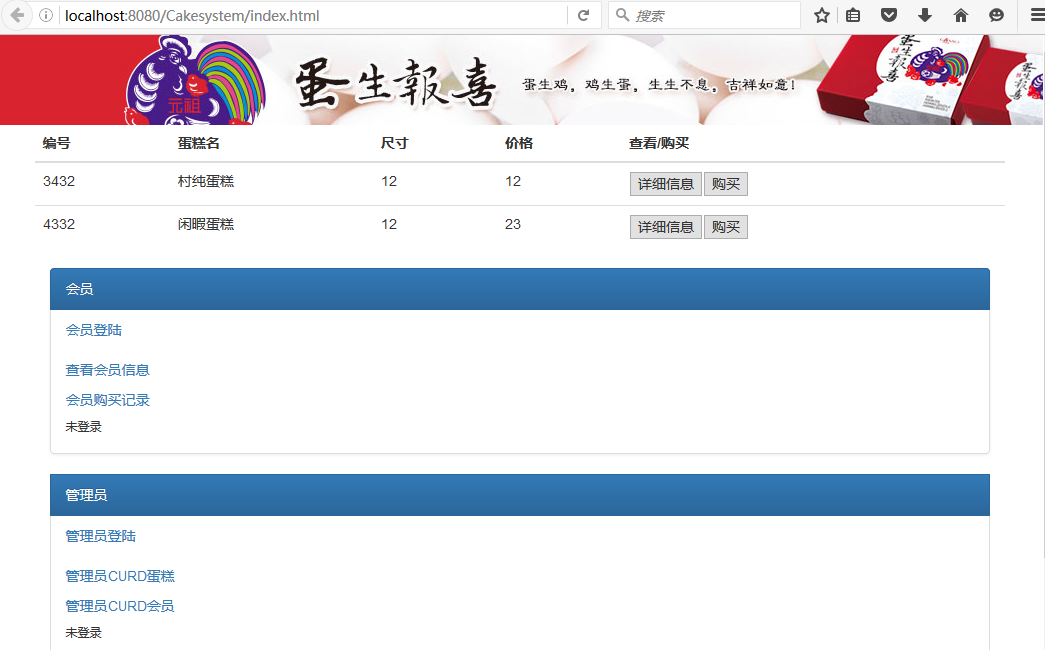 localhost:8080/Cakesystem/index.html
搜索
元祖
蛋生報喜
蛋生鸡，鸡生蛋，生生不息，吉祥如意！
蛋生報喜
编号 蛋糕名 尺寸 价格 查看/购买
3432 村纯蛋糕 12 12 详细信息 购买
4332 闲暇蛋糕 12 23 详细信息 购买
会员
会员登陆
查看会员信息
会员购买记录
未登录
管理员
管理员登陆
管理员CURD蛋糕
管理员CURD会员
未登录